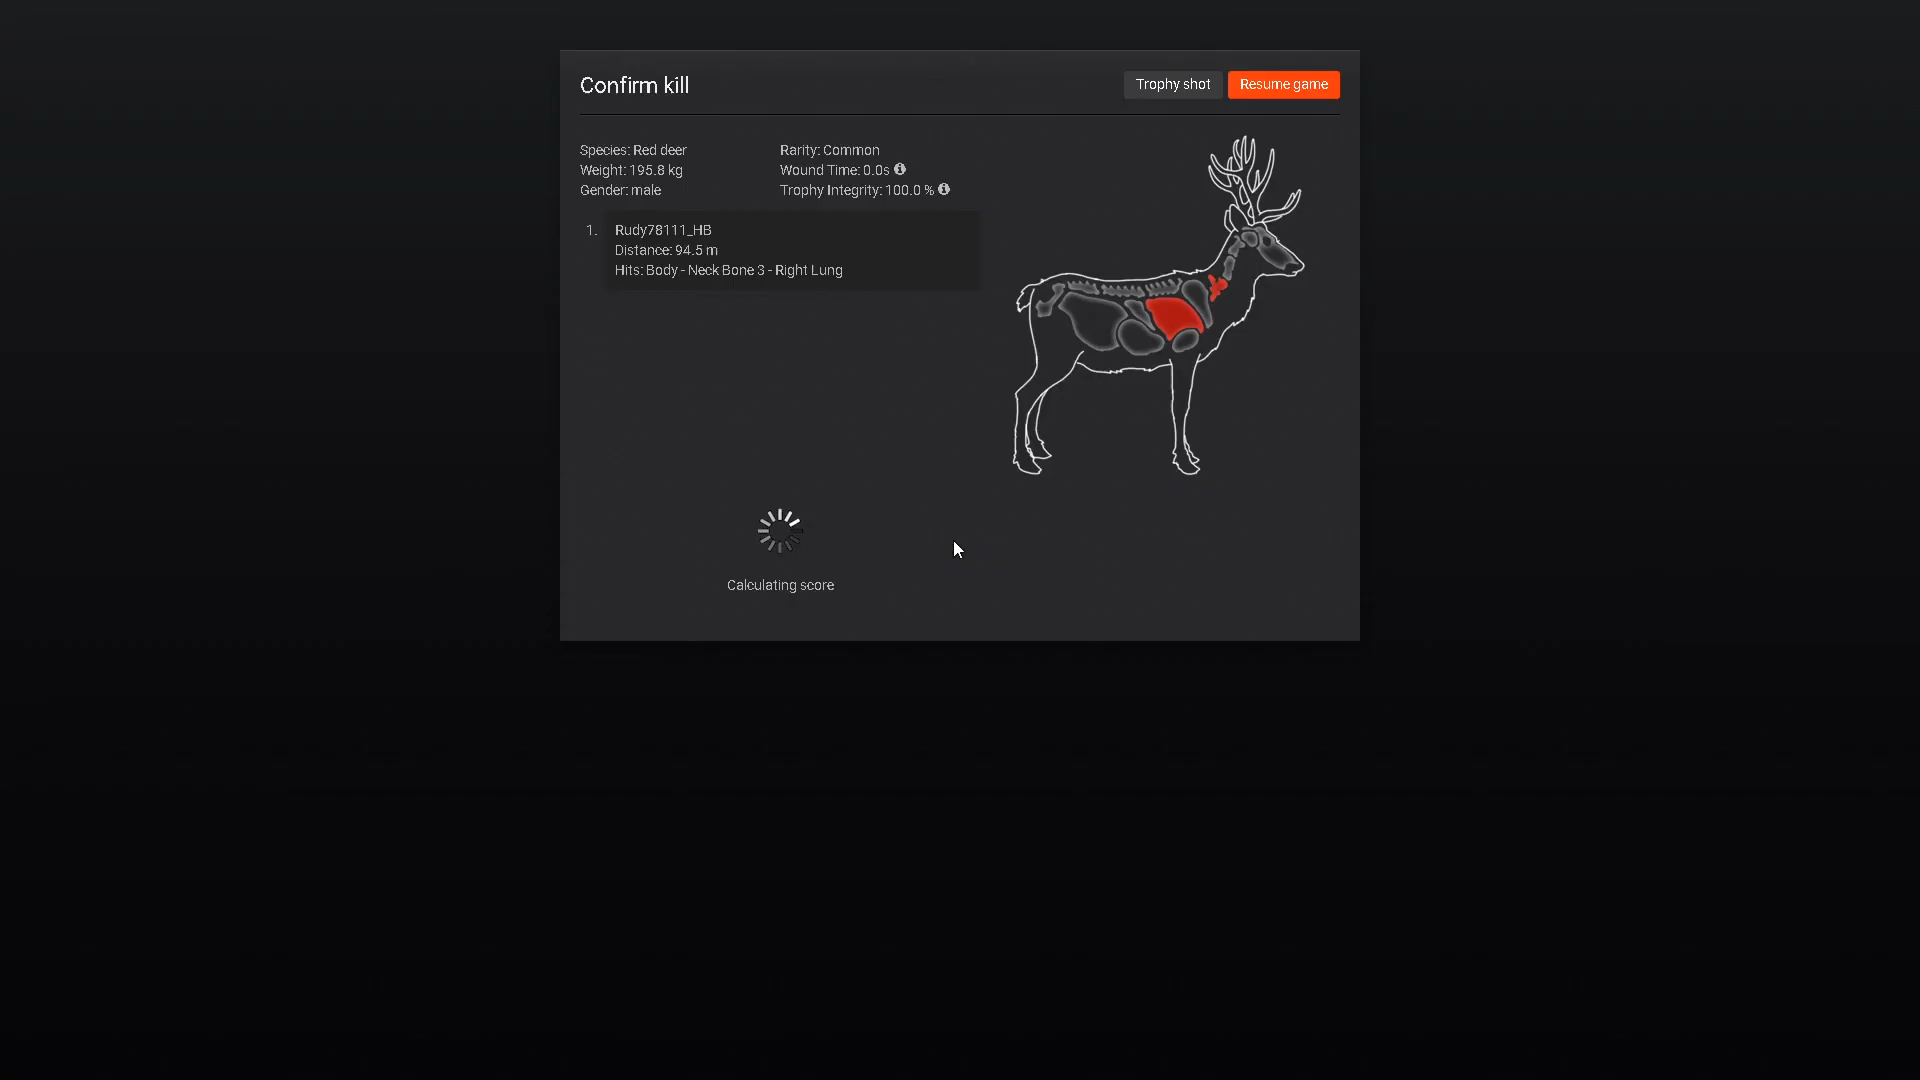 Confirm kill
Trophy shot
Resume game
Species: Red deer
Weight: 195.8 kg
Gender: male
Rarity: Common
Wound Time: 0.0s
Trophy Integrity: 100.0 %
1.
Rudy78111_HB
Distance: 94.5 m
Hits: Body - Neck Bone 3 - Right Lung
Calculating score